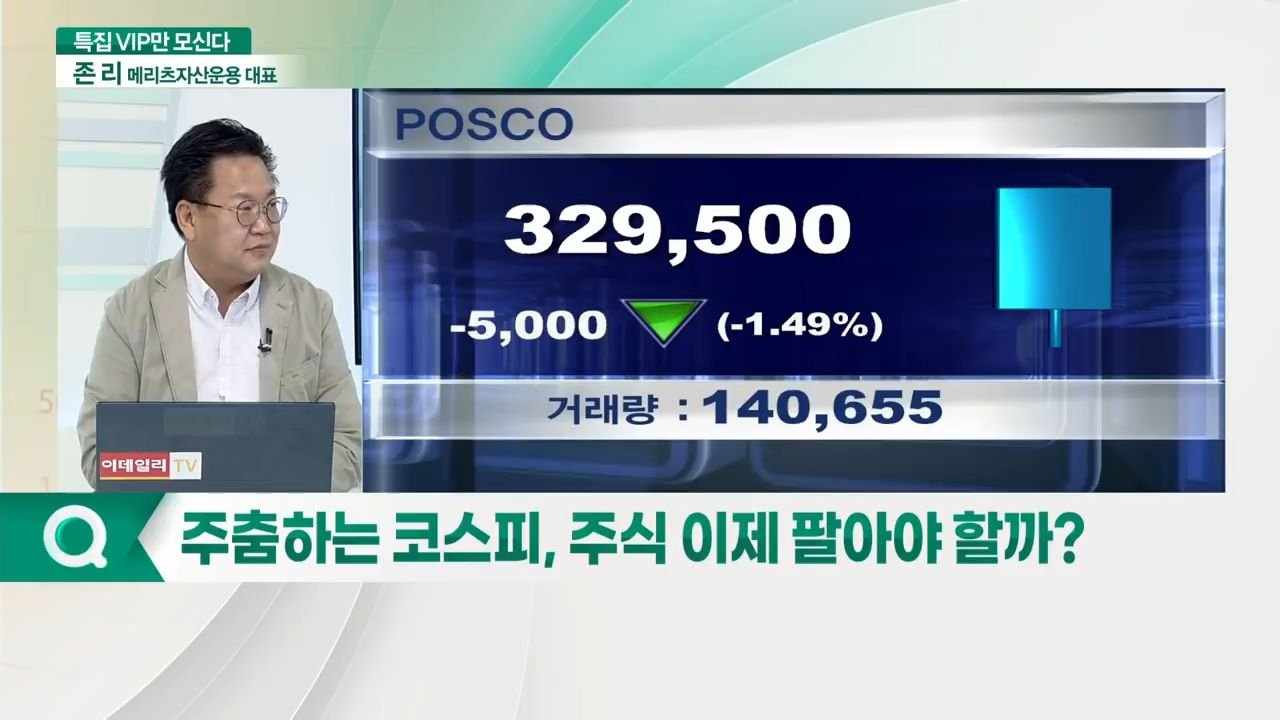 특집 VIP만 모신다
존 리 메리츠자산운용 대표
POSCO
329,500
-5,000 (-1.49%)
거래량 : 140,655
이데일리 TV
Q 주춤하는 코스피, 주식 이제 팔아야 할까?